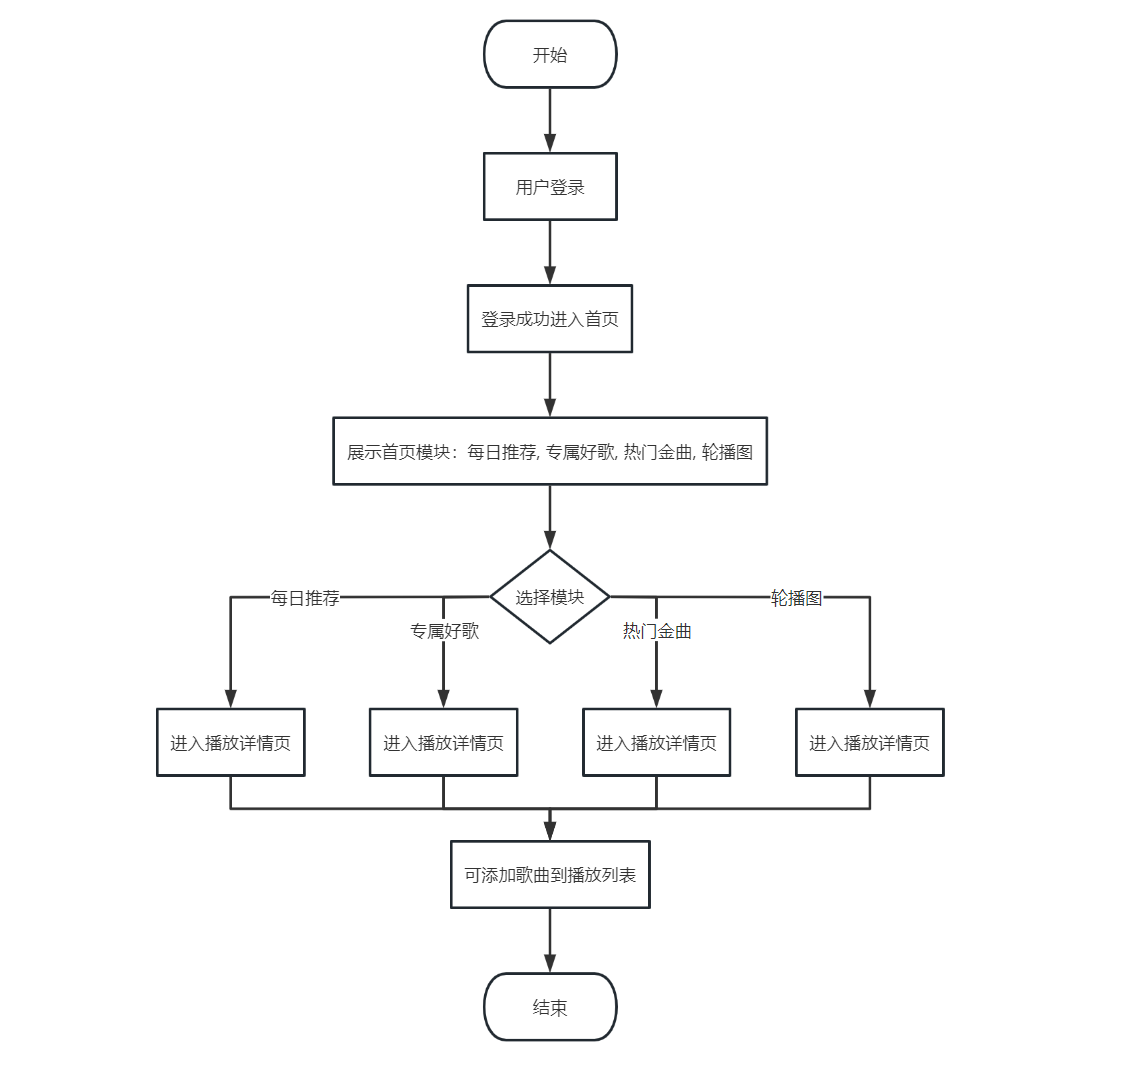 开始
用户登录
登录成功进入首页
展示首页模块：每日推荐, 专属好歌, 热门金曲, 轮播图
选择模块
每日推荐
轮播图
专属好歌
热门金曲
进入播放详情页
进入播放详情页
进入播放详情页
进入播放详情页
可添加歌曲到播放列表
结束